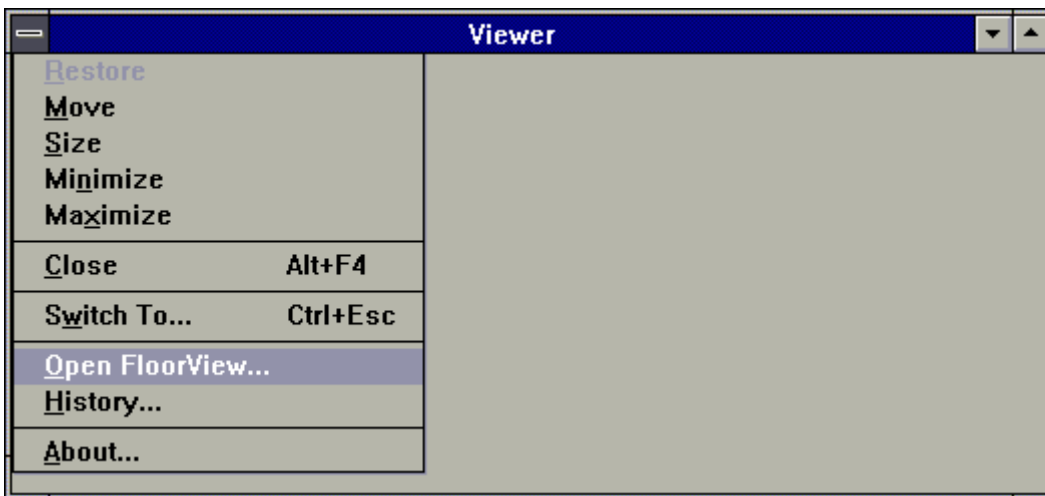 Viewer
Restore
Move
Size
Minimize
Maximize
Close Alt+F4
Switch To... Ctrl+Esc
Open FloorView...
History...
About...